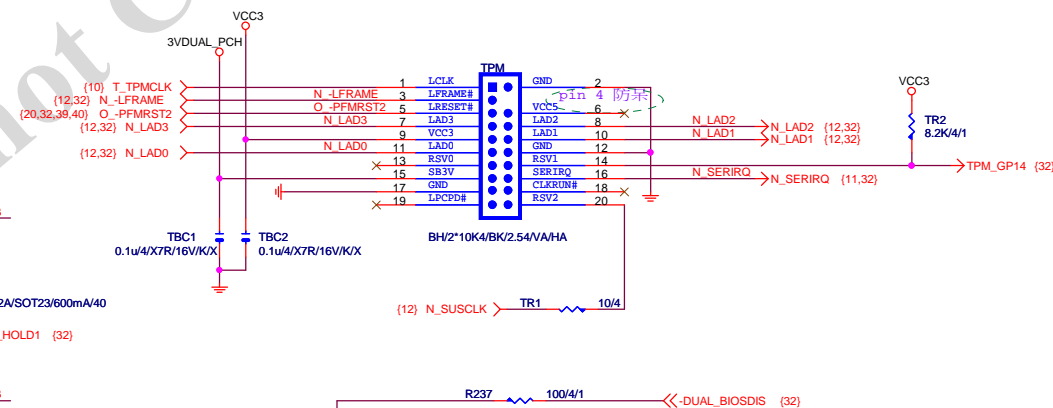 not C
VCC3
3VDUAL_PCH
TPM
VCC3
{10} T_TPMCLK
1 LCLK GND 2
{12,32} N_-LFRAME N_-LFRAME 3 LFRAME# pin 4 防呆
{20,32,39,40} O_-PFMRST2 O_-PFMRST2 5 LRESET# VCC5 6
{12,32} N_LAD3 N_LAD3 7 LAD3 LAD2 8 N_LAD2 N_LAD2 {12,32}
9 VCC3 LAD1 10 N_LAD1 N_LAD1 {12,32}
{12,32} N_LAD0 N_LAD0 11 LAD0 GND 12
13 RSV0 RSV1 14 TPM_GP14 {32}
15 SB3V SERIRQ 16 N_SERIRQ N_SERIRQ {11,32}
17 GND CLKRUN# 18
19 LPCPD# RSV2 20
TR2
8.2K/4/1
TBC1
0.1u/4/X7R/16V/K/X
TBC2
0.1u/4/X7R/16V/K/X
BH/2*10K4/BK/2.54/VA/HA
2A/SOT23/600mA/40
{12} N_SUSCLK TR1 10/4
_HOLD1 {32}
R237 100/4/1 -DUAL_BIOSDIS {32}